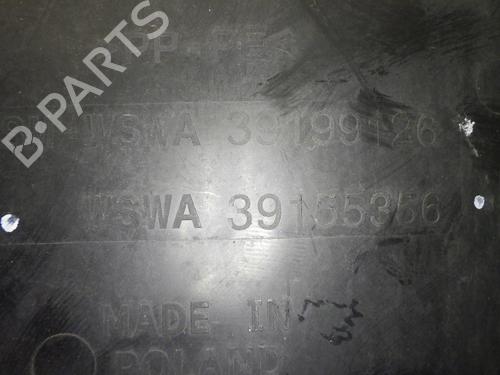 B-PARTS
>PP-PE<
WSWA 39199126
WSWA 39155356
MADE IN
POLAND